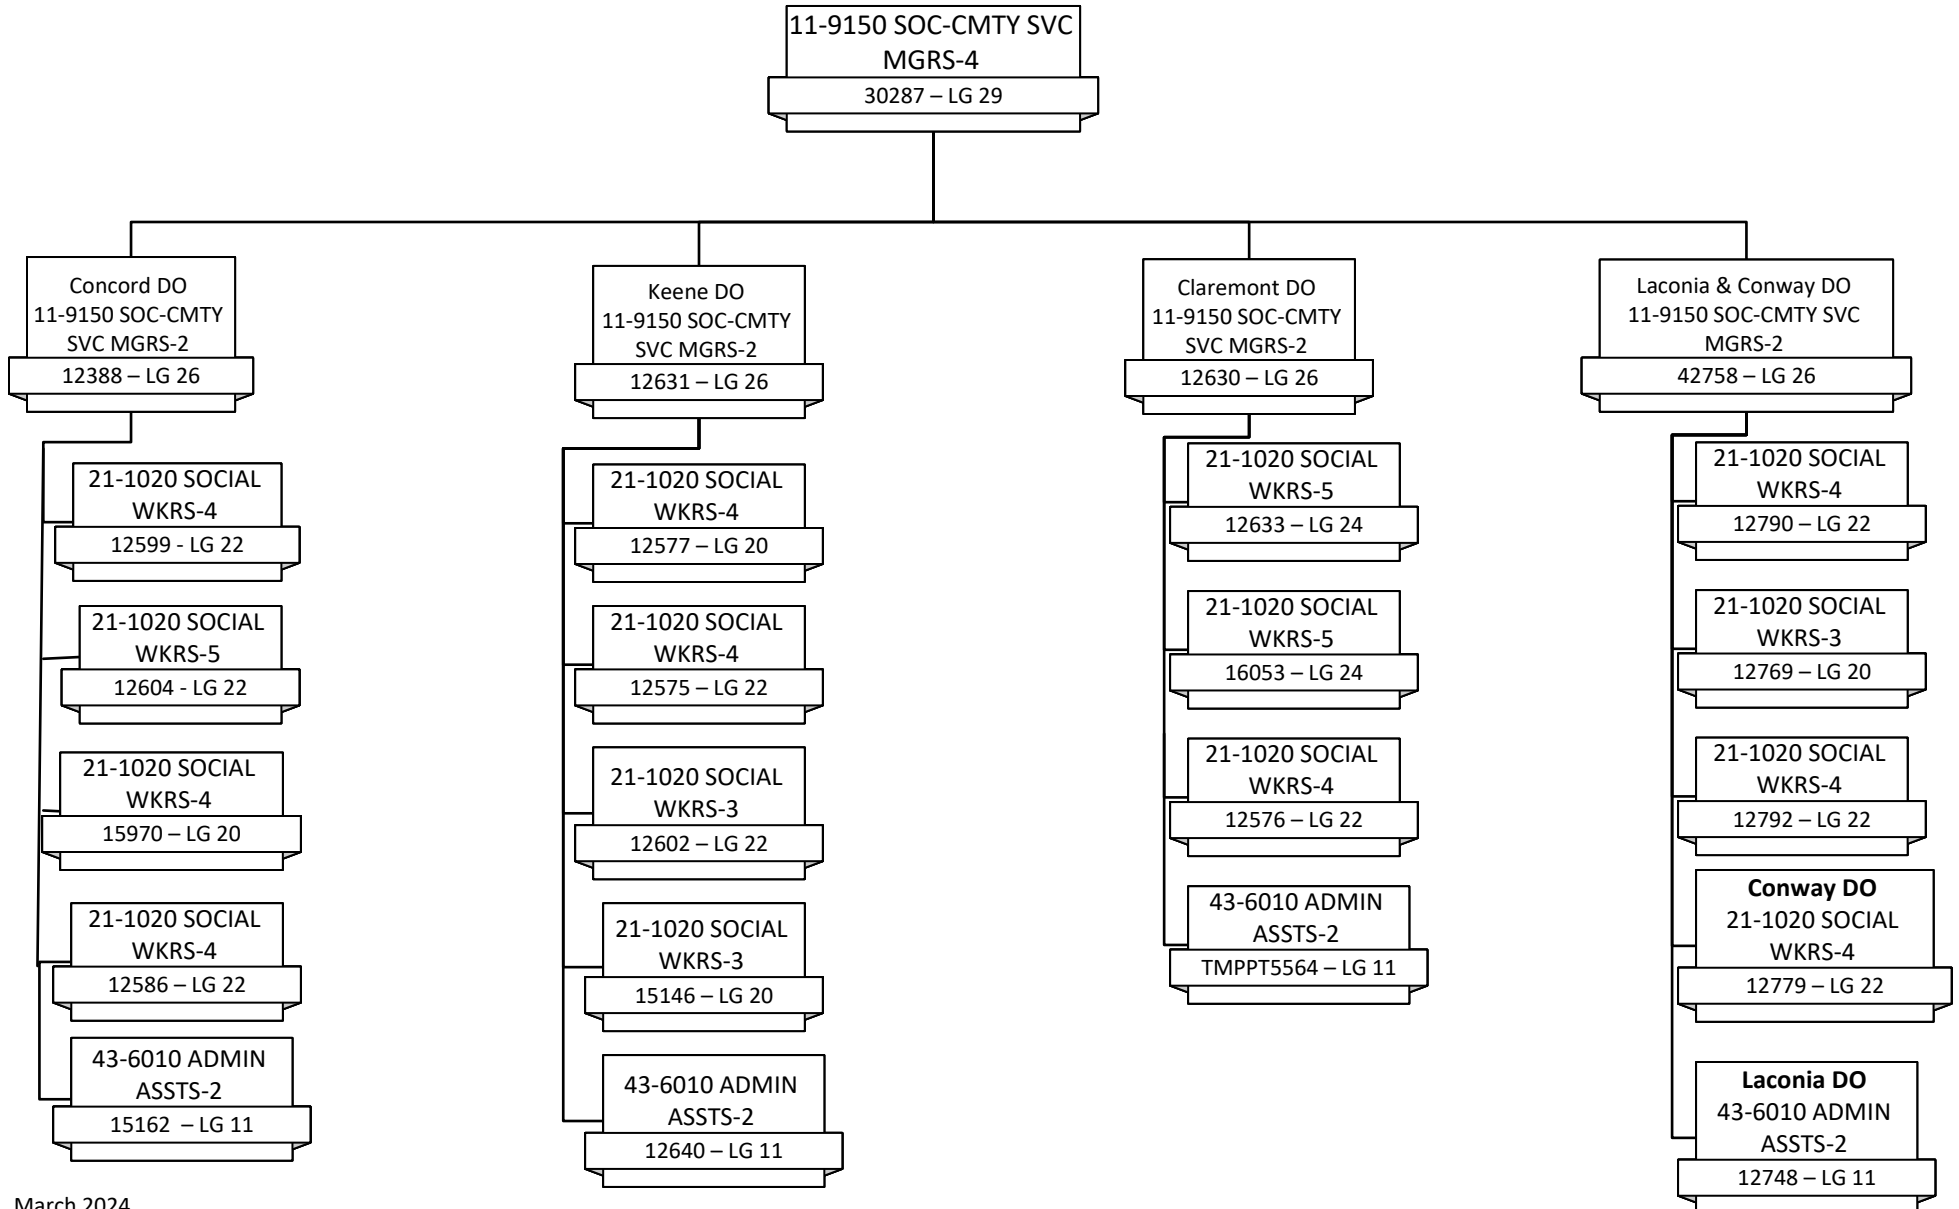 11-9150 SOC-CMTY SVC
MGRS-4
30287 – LG 29
Concord DO
11-9150 SOC-CMTY
SVC MGRS-2
12388 – LG 26
21-1020 SOCIAL
WKRS-4
12599 - LG 22
21-1020 SOCIAL
WKRS-5
12604 - LG 22
21-1020 SOCIAL
WKRS-4
15970 – LG 20
21-1020 SOCIAL
WKRS-4
12586 – LG 22
43-6010 ADMIN
ASSTS-2
15162 – LG 11
Keene DO
11-9150 SOC-CMTY
SVC MGRS-2
12631 – LG 26
21-1020 SOCIAL
WKRS-4
12577 – LG 20
21-1020 SOCIAL
WKRS-4
12575 – LG 22
21-1020 SOCIAL
WKRS-3
12602 – LG 22
21-1020 SOCIAL
WKRS-3
15146 – LG 20
43-6010 ADMIN
ASSTS-2
12640 – LG 11
Claremont DO
11-9150 SOC-CMTY
SVC MGRS-2
12630 – LG 26
21-1020 SOCIAL
WKRS-5
12633 – LG 24
21-1020 SOCIAL
WKRS-5
16053 – LG 24
21-1020 SOCIAL
WKRS-4
12576 – LG 22
43-6010 ADMIN
ASSTS-2
TMPPT5564 – LG 11
Laconia & Conway DO
11-9150 SOC-CMTY SVC
MGRS-2
42758 – LG 26
21-1020 SOCIAL
WKRS-4
12790 – LG 22
21-1020 SOCIAL
WKRS-3
12769 – LG 20
21-1020 SOCIAL
WKRS-4
12792 – LG 22
Conway DO
21-1020 SOCIAL
WKRS-4
12779 – LG 22
Laconia DO
43-6010 ADMIN
ASSTS-2
12748 – LG 11
March 2024